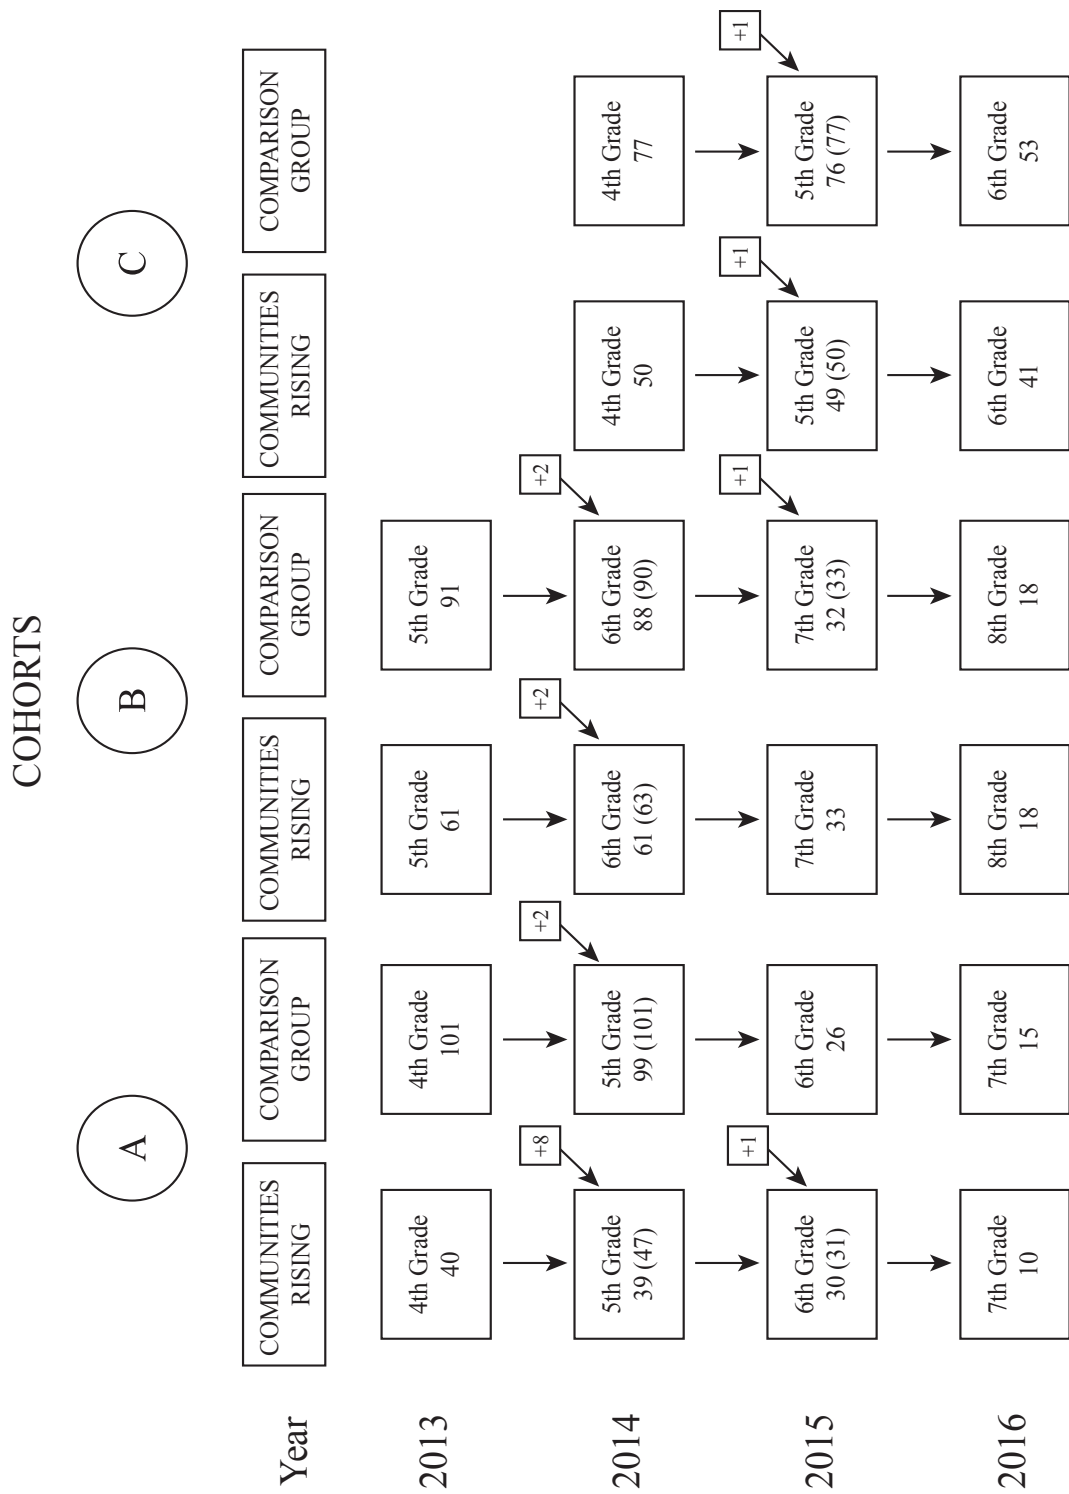 COHORTS
A
B
C
Year
COMMUNITIES
RISING
COMPARISON
GROUP
COMMUNITIES
RISING
COMPARISON
GROUP
COMMUNITIES
RISING
COMPARISON
GROUP
2013
4th Grade
40
4th Grade
101
5th Grade
61
5th Grade
91
+8
+2
+2
+2
2014
5th Grade
39 (47)
5th Grade
99 (101)
6th Grade
61 (63)
6th Grade
88 (90)
4th Grade
50
4th Grade
77
+1
+1
+1
+1
2015
6th Grade
30 (31)
6th Grade
26
7th Grade
33
7th Grade
32 (33)
5th Grade
49 (50)
5th Grade
76 (77)
2016
7th Grade
10
7th Grade
15
8th Grade
18
8th Grade
18
6th Grade
41
6th Grade
53